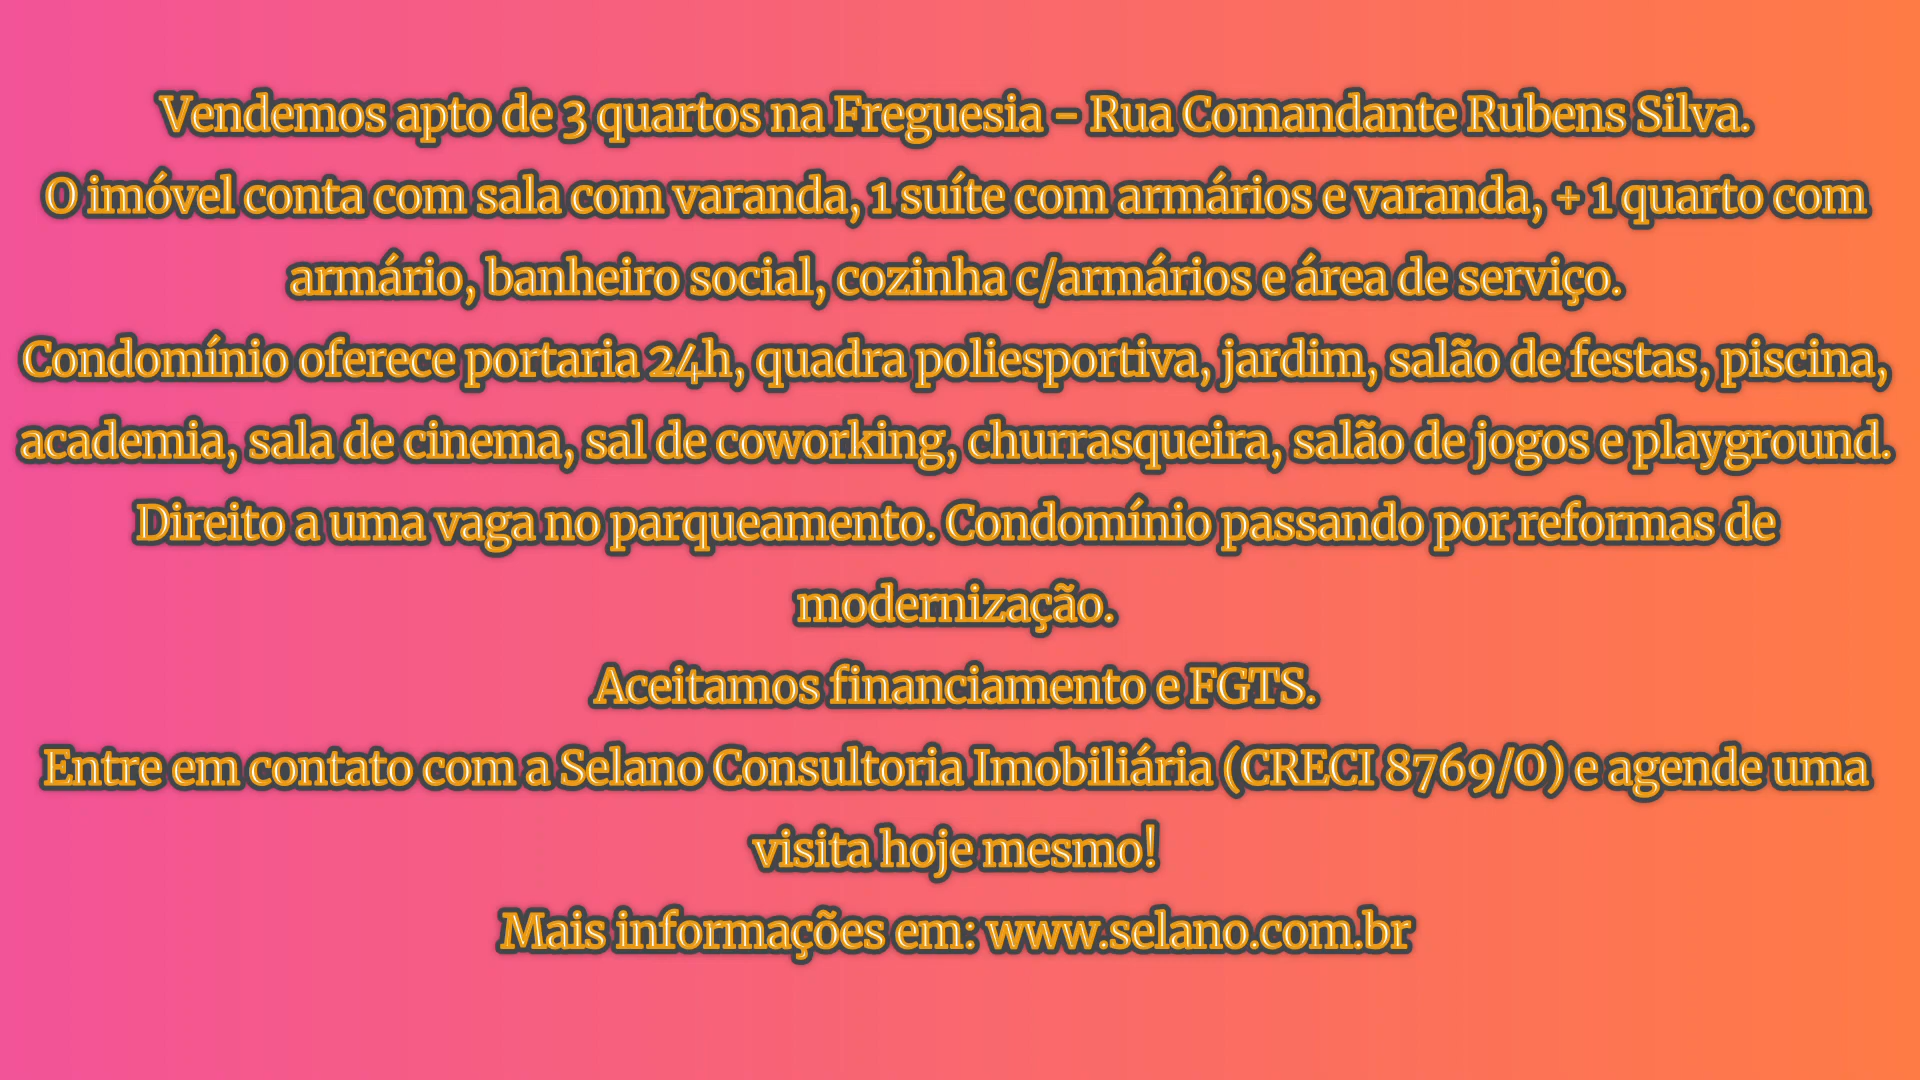 Vendemos apto de 3 quartos na Freguesia – Rua Comandante Rubens Silva.
O imóvel conta com sala com varanda, 1 suíte com armários e varanda, + 1 quarto com
armário, banheiro social, cozinha c/armários e área de serviço.
Condomínio oferece portaria 24h, quadra poliesportiva, jardim, salão de festas, piscina,
academia, sala de cinema, sal de coworking, churrasqueira, salão de jogos e playground.
Direito a uma vaga no parqueamento. Condomínio passando por reformas de
modernização.
Aceitamos financiamento e FGTS.
Entre em contato com a Selano Consultoria Imobiliária (CRECI 8769/O) e agende uma
visita hoje mesmo!
Mais informações em: www.selano.com.br